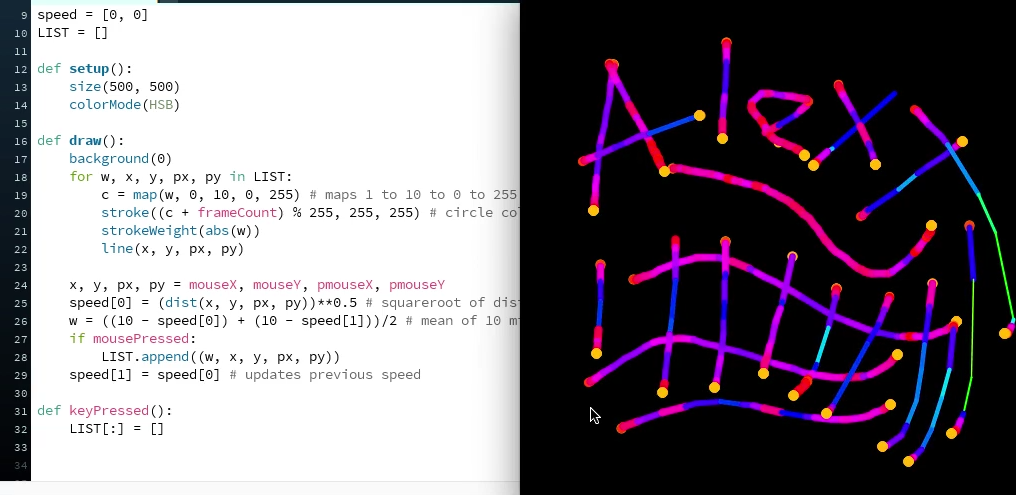 9 speed = [0, 0]
10 LIST = []
11
12 def setup():
13     size(500, 500)
14     colorMode(HSB)
15
16 def draw():
17     background(0)
18     for w, x, y, px, py in LIST:
19         c = map(w, 0, 10, 0, 255) # maps 1 to 10 to 0 to 255
20         stroke((c + frameCount) % 255, 255, 255) # circle
21         strokeWeight(abs(w))
22         line(x, y, px, py)
23
24     x, y, px, py = mouseX, mouseY, pmouseX, pmouseY
25     speed[0] = (dist(x, y, px, py))**0.5 # squareroot of
26     w = ((10 - speed[0]) + (10 - speed[1]))/2 # mean of 10
27     if mousePressed:
28         LIST.append((w, x, y, px, py))
29     speed[1] = speed[0] # updates previous speed
30
31 def keyPressed():
32     LIST[:] = []
33
34
Alex